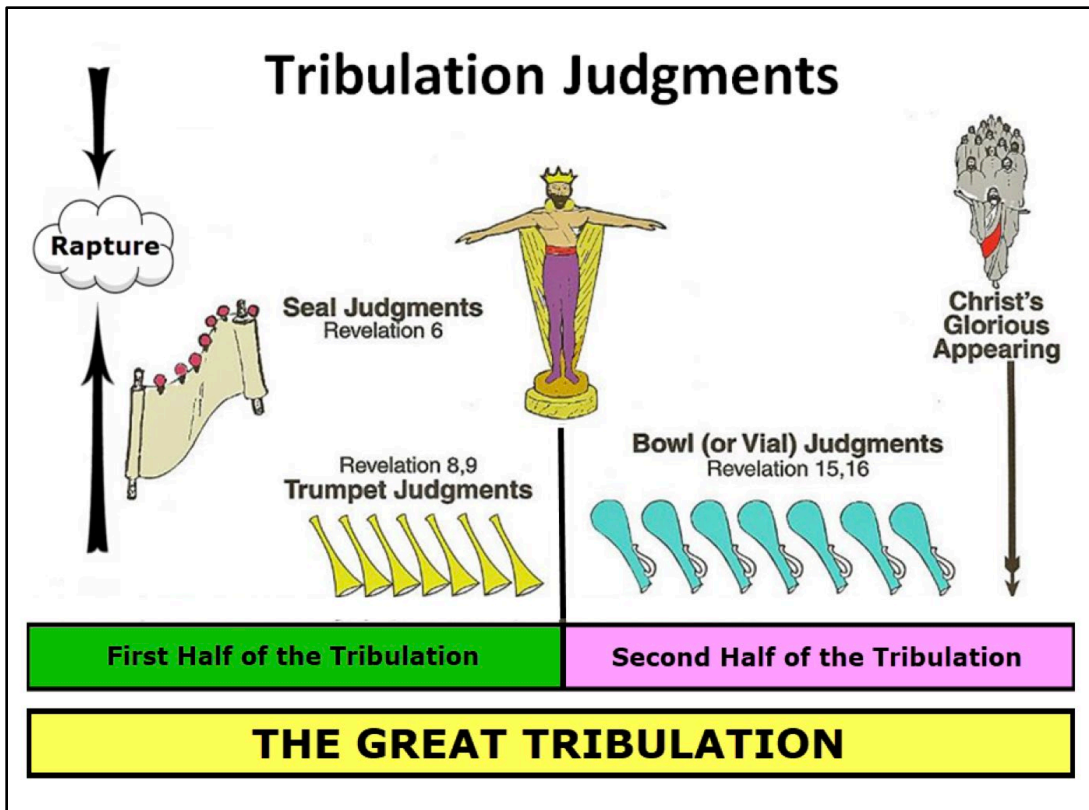 Tribulation Judgments
Rapture
Seal Judgments
Revelation 6
Christ's
Glorious
Appearing
Revelation 8,9
Trumpet Judgments
Bowl (or Vial) Judgments
Revelation 15,16
First Half of the Tribulation
Second Half of the Tribulation
THE GREAT TRIBULATION